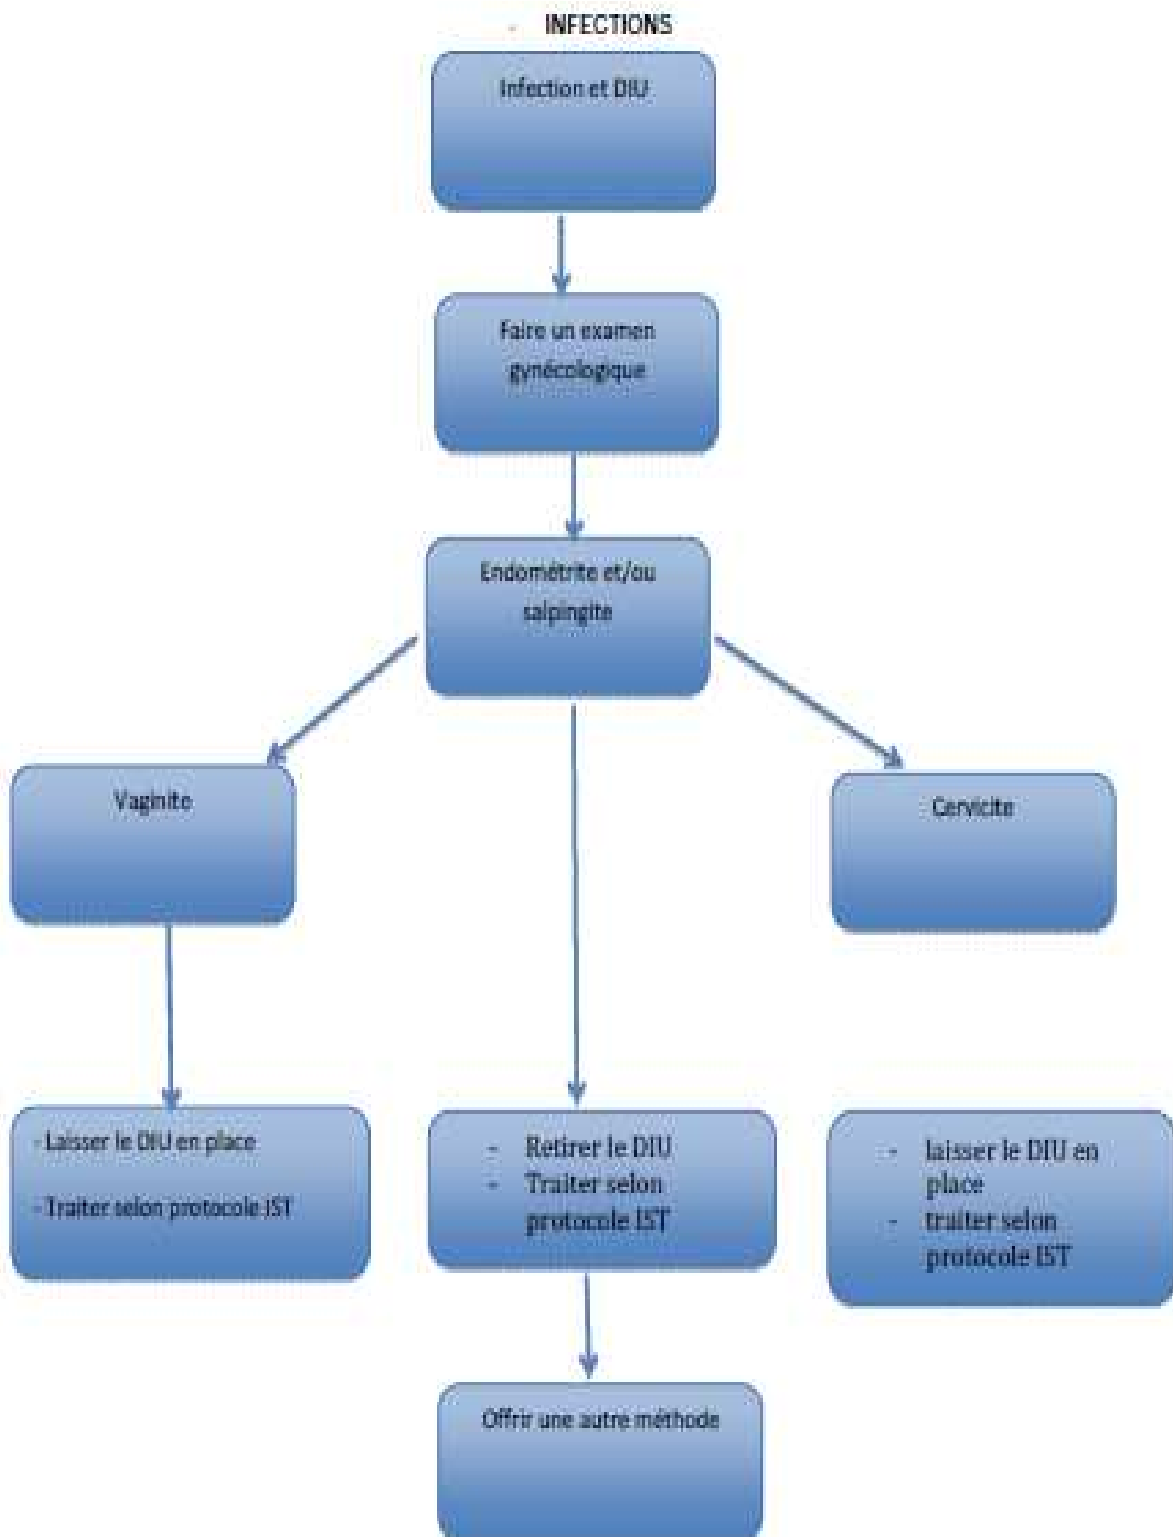 - INFECTIONS
Infection et DIU
Faire un examen
gynécologique
Endométrite et/ou
salpingite
Vaginite
Cervicite
- Laisser le DIU en place
- Traiter selon protocole IST
- Retirer le DIU
- Traiter selon
protocole IST
- laisser le DIU en
place
- traiter selon
protocole IST
Offrir une autre méthode